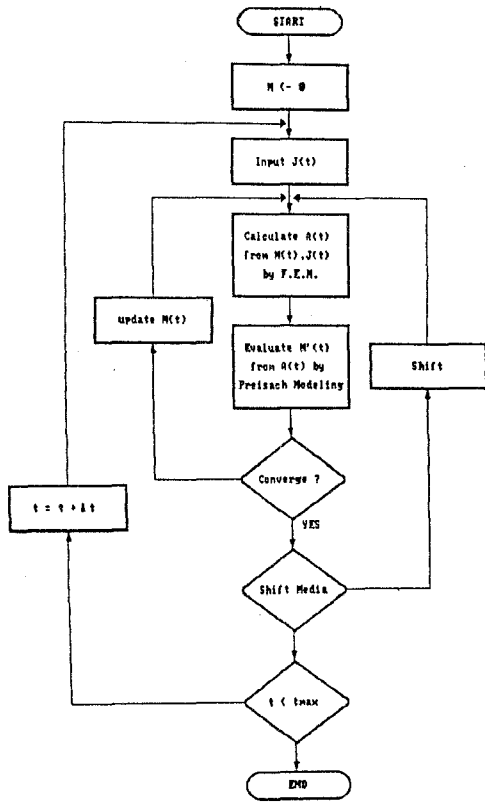 START
M <- 0
Input J(t)
Calculate A(t)
from M(t),J(t)
by F.E.M.
update M(t)
Evaluate M'(t)
from A(t) by
Preisach Modeling
Shift
Converge ?
YES
t = t + Δt
Shift Media
t < tmax
END